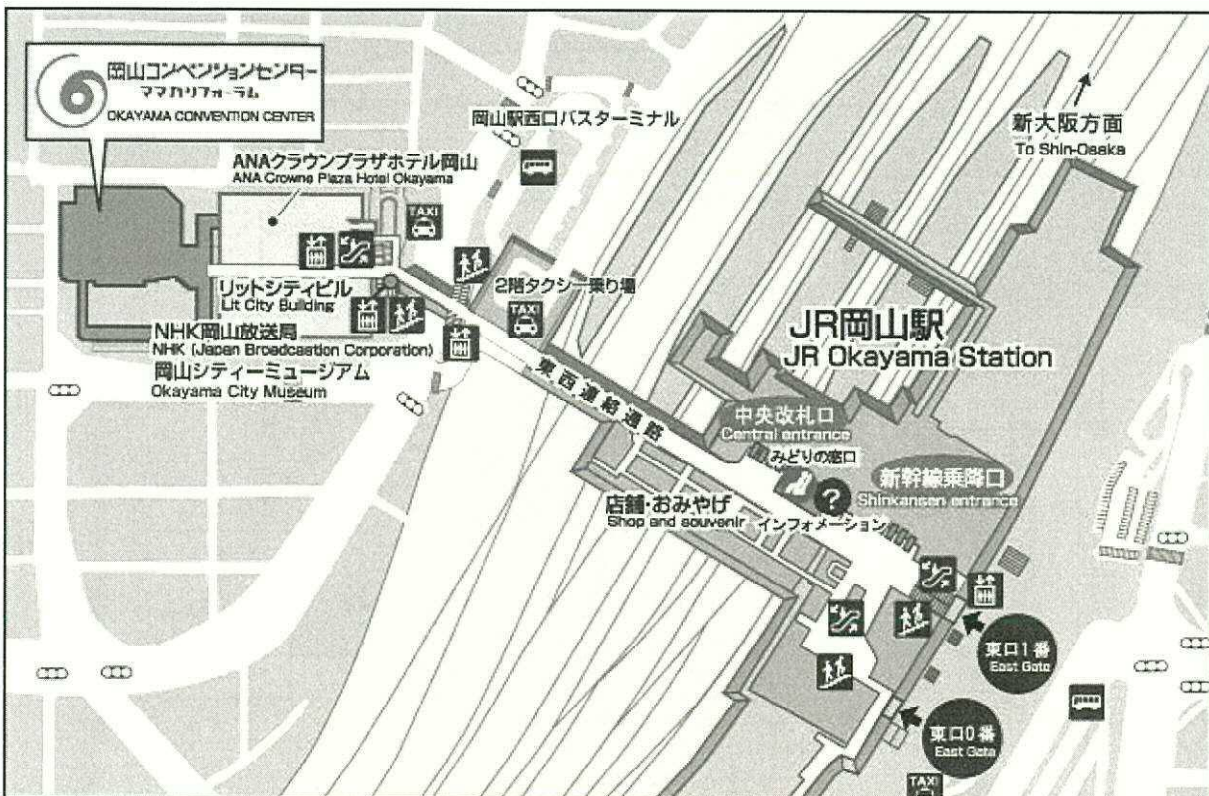 岡山コンベンションセンター
ママカリフォーラム
OKAYAMA CONVENTION CENTER
岡山駅西口バスターミナル
新大阪方面
To Shin-Osaka
ANAクラウンプラザホテル岡山
ANA Crowne Plaza Hotel Okayama
TAXI
リットシティビル
Lit City Building
2階タクシー乗り場
TAXI
NHK岡山放送局
NHK (Japan Broadcastion Corporation)
岡山シティーミュージアム
Okayama City Museum
JR岡山駅
JR Okayama Station
東西連絡通路
中央改札口
Central entrance
みどりの窓口
新幹線乗降口
Shinkansen entrance
店舗・おみやげ
Shop and souvenir
?
インフォメーション
東口1番
East Gate
東口0番
East Gate
TAXI